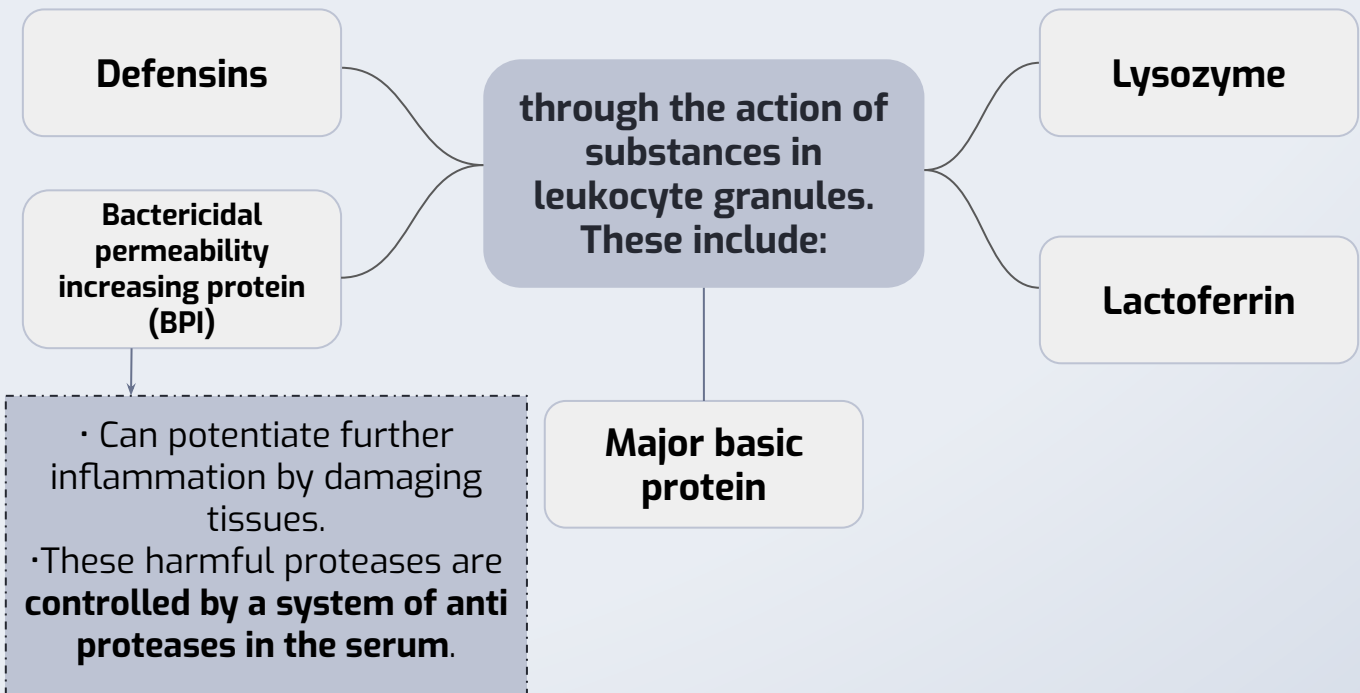 Defensins
Bactericidal
permeability
increasing protein
(BPI)
· Can potentiate further
inflammation by damaging
tissues.
·These harmful proteases are
controlled by a system of anti
proteases in the serum.
through the action of
substances in
leukocyte granules.
These include:
Major basic
protein
Lysozyme
Lactoferrin